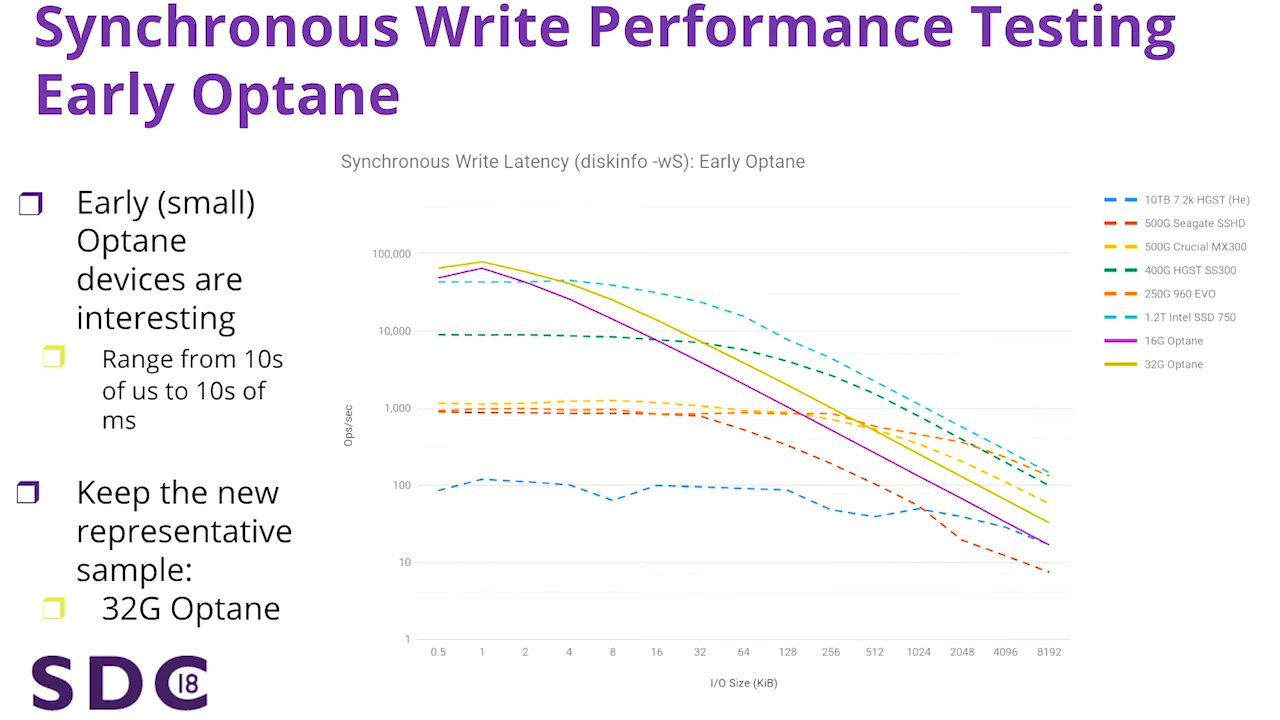 Synchronous Write Performance Testing
Early Optane
Early (small)
Optane
devices are
interesting
Range from 10s
of us to 10s of
ms
Keep the new
representative
sample:
32G Optane
SDC
18
Synchronous Write Latency (diskinfo -wS): Early Optane
Ops/sec
100,000
10,000
1,000
100
10
1
0.5 1 2 4 8 16 32 64 128 256 512 1024 2048 4096 8192
I/O Size (KiB)
10TB 7.2k HGST (He)
500G Seagate SSHD
500G Crucial MX300
400G HGST SS300
250G 960 EVO
1.2T Intel SSD 750
16G Optane
32G Optane